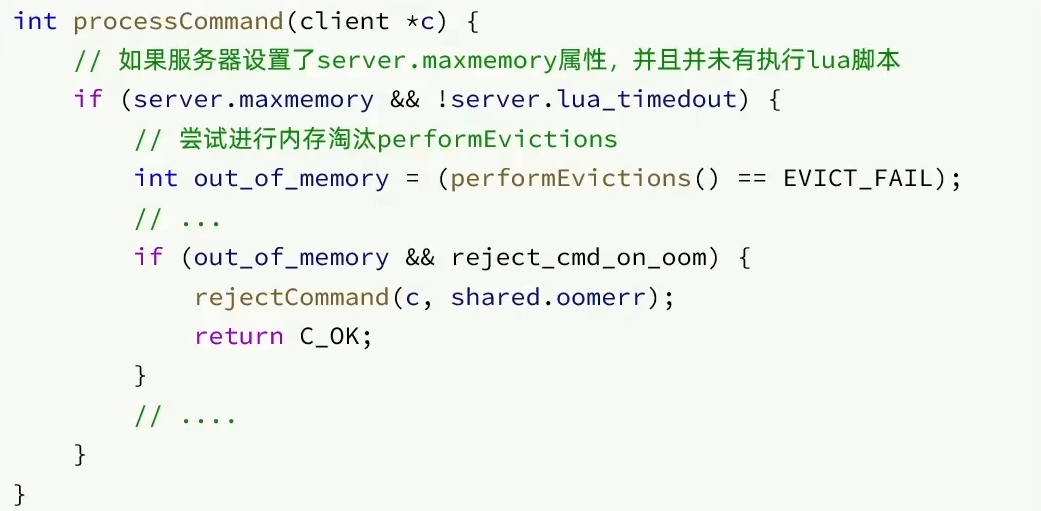 int processCommand(client *c) {
    // 如果服务器设置了server.maxmemory属性，并且并未有执行lua脚本
    if (server.maxmemory && !server.lua_timedout) {
        // 尝试进行内存淘汰performEvictions
        int out_of_memory = (performEvictions() == EVICT_FAIL);
        // ...
        if (out_of_memory && reject_cmd_on_oom) {
            rejectCommand(c, shared.oomerr);
            return C_OK;
        }
        // ....
    }
}